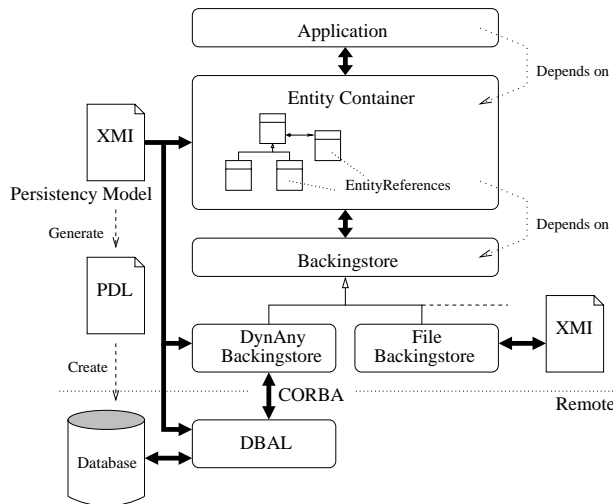 Application
Depends on
Entity Container
XMI
EntityReferences
Persistency Model
Depends on
Generate
Backingstore
PDL
DynAny
Backingstore
File
Backingstore
XMI
Create
CORBA
Remote
DBAL
Database